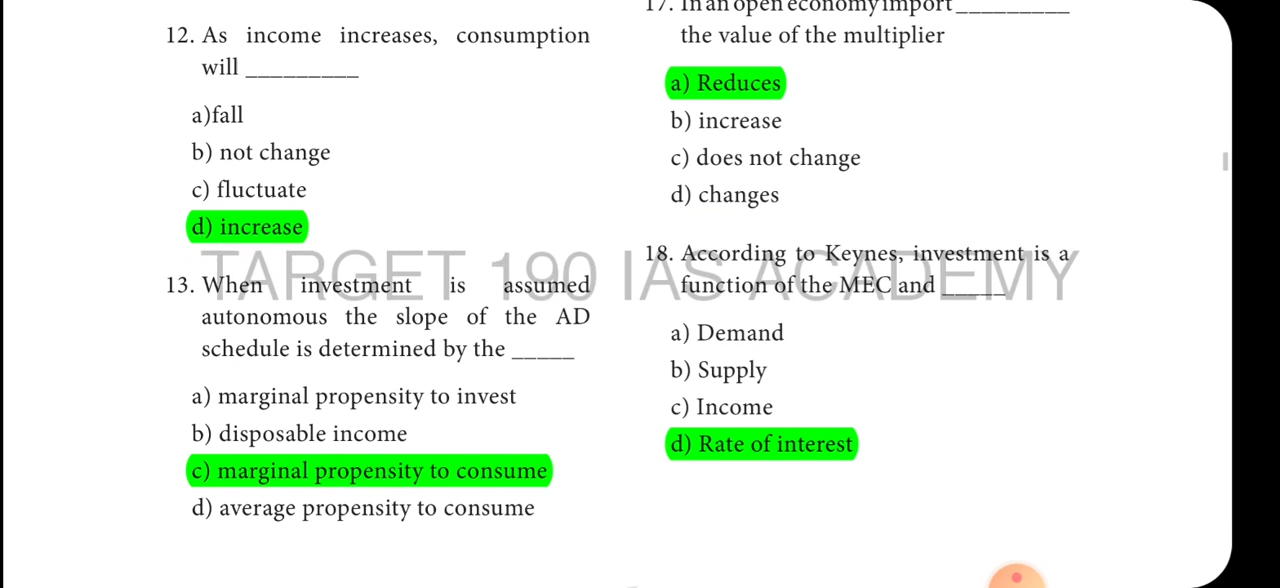 12. As income increases, consumption
will _________
a)fall
b) not change
c) fluctuate
d) increase
13. When investment is assumed
autonomous the slope of the AD
schedule is determined by the _____
a) marginal propensity to invest
b) disposable income
c) marginal propensity to consume
d) average propensity to consume
17. In an open economy import_________
the value of the multiplier
a) Reduces
b) increase
c) does not change
d) changes
18. According to Keynes, investment is a
function of the MEC and _____
a) Demand
b) Supply
c) Income
d) Rate of interest
TARGET 190 IAS ACADEMY